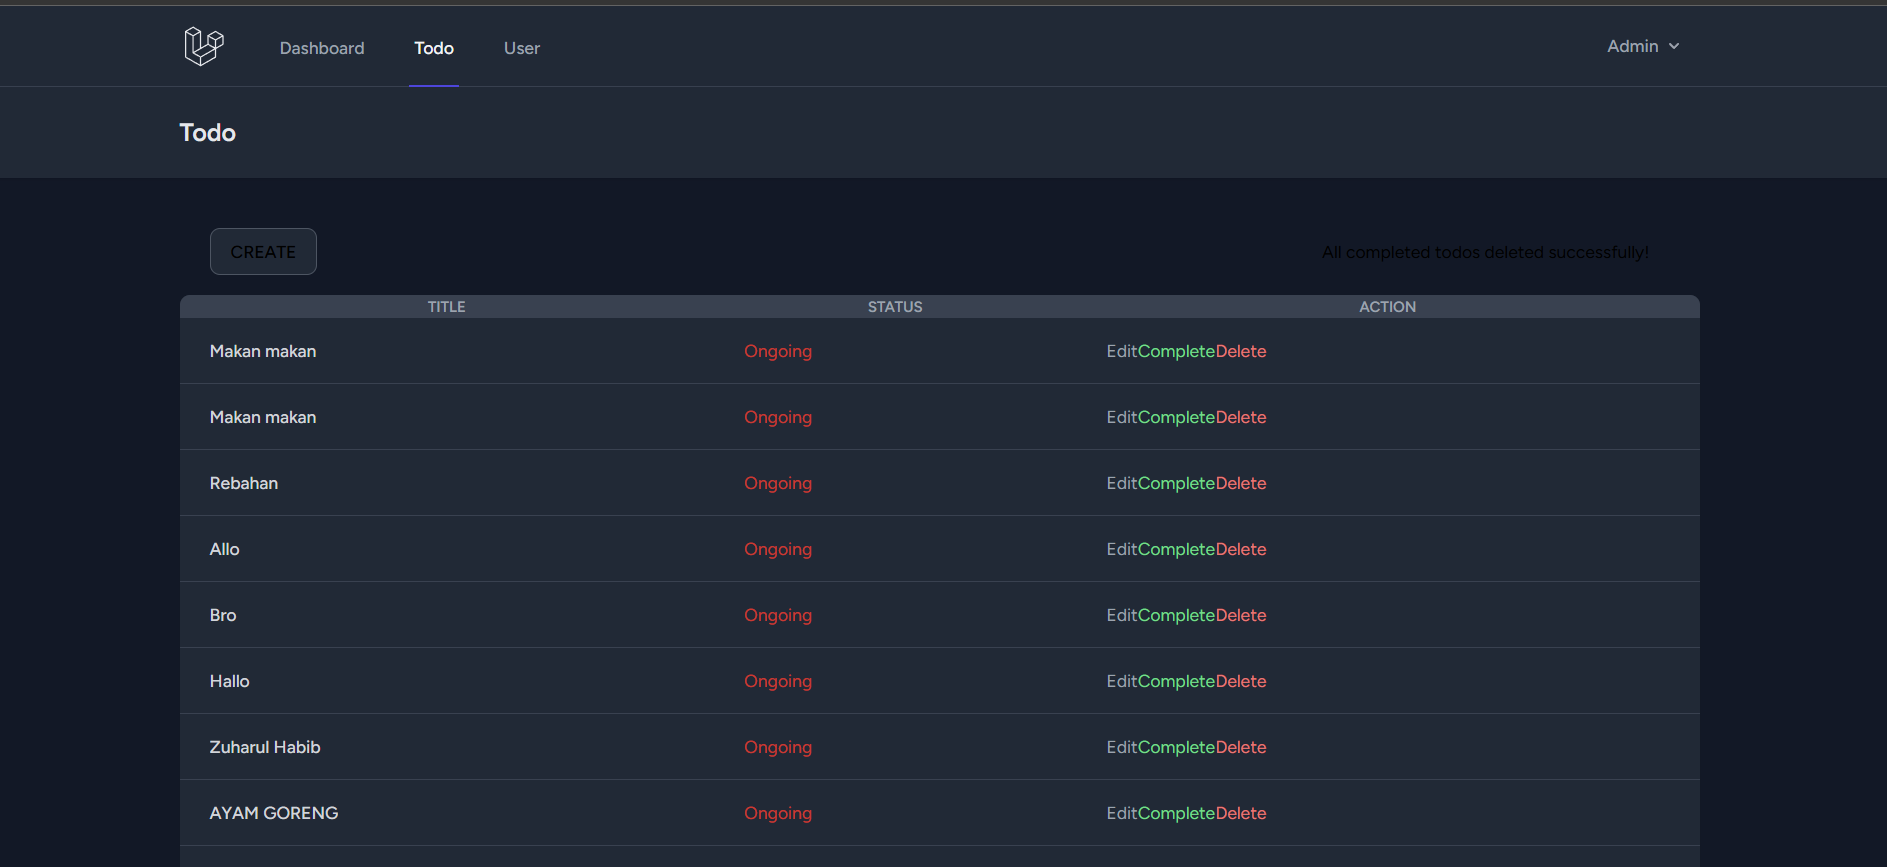 Dashboard Todo User Admin
Todo
CREATE All completed todos deleted successfully!
TITLE STATUS ACTION
Makan makan Ongoing EditCompleteDelete
Makan makan Ongoing EditCompleteDelete
Rebahan Ongoing EditCompleteDelete
Allo Ongoing EditCompleteDelete
Bro Ongoing EditCompleteDelete
Hallo Ongoing EditCompleteDelete
Zuharul Habib Ongoing EditCompleteDelete
AYAM GORENG Ongoing EditCompleteDelete